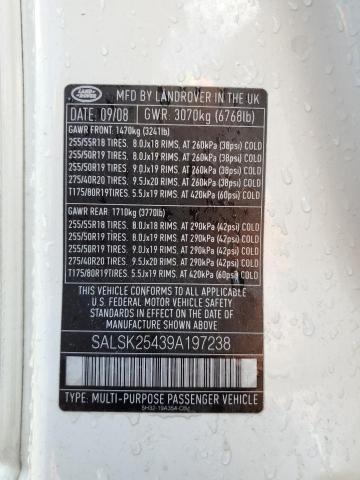 LAND
ROVER
MFD BY LANDROVER IN THE UK
DATE: 09/08 GWR: 3070kg (6768lb)
GAWR FRONT: 1470kg (3241lb)
255/55R18 TIRES, 8.0Jx18 RIMS, AT 260kPa (38psi) COLD
255/50R19 TIRES, 8.0Jx19 RIMS, AT 260kPa (38psi) COLD
255/50R19 TIRES, 9.0Jx19 RIMS, AT 260kPa (38psi) COLD
275/40R20 TIRES, 9.5Jx20 RIMS, AT 260kPa (38psi) COLD
T175/80R19TIRES, 5.5Jx19 RIMS, AT 420kPa (60psi) COLD
GAWR REAR: 1710kg (3770lb)
255/55R18 TIRES, 8.0Jx18 RIMS, AT 290kPa (42psi) COLD
255/50R19 TIRES, 8.0Jx19 RIMS, AT 290kPa (42psi) COLD
255/50R19 TIRES, 9.0Jx19 RIMS, AT 290kPa (42psi) COLD
275/40R20 TIRES, 9.5Jx20 RIMS, AT 290kPa (42psi) COLD
T175/80R19TIRES, 5.5Jx19 RIMS, AT 420kPa (60psi) COLD
THIS VEHICLE CONFORMS TO ALL APPLICABLE
U.S. FEDERAL MOTOR VEHICLE SAFETY
STANDARDS IN EFFECT ON THE DATE OF
MANUFACTURE SHOWN ABOVE.
SALSK25439A197238
TYPE: MULTI-PURPOSE PASSENGER VEHICLE